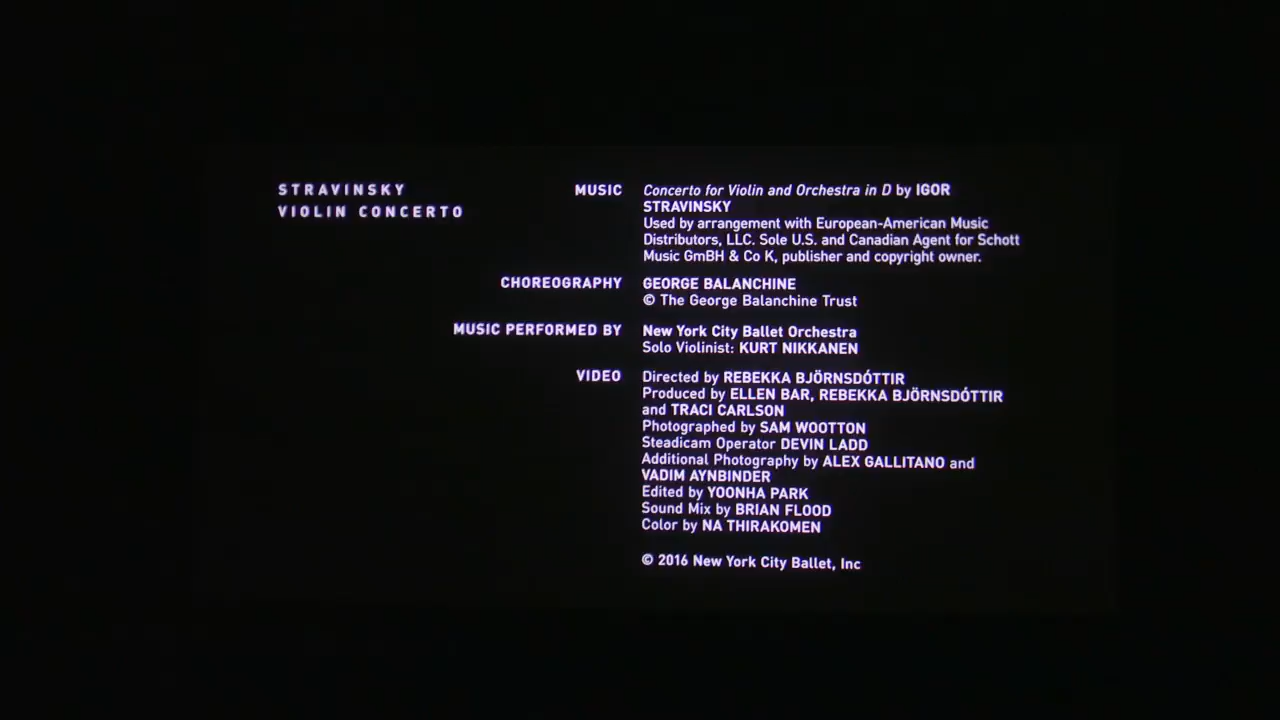 STRAVINSKY
VIOLIN CONCERTO
MUSIC
Concerto for Violin and Orchestra in D by IGOR
STRAVINSKY
Used by arrangement with European-American Music
Distributors, LLC. Sole U.S. and Canadian Agent for Schott
Music GmBH & Co K, publisher and copyright owner.
CHOREOGRAPHY
GEORGE BALANCHINE
© The George Balanchine Trust
MUSIC PERFORMED BY
New York City Ballet Orchestra
Solo Violinist: KURT NIKKANEN
VIDEO
Directed by REBEKKA BJÖRNSDÓTTIR
Produced by ELLEN BAR, REBEKKA BJÖRNSDÓTTIR
and TRACI CARLSON
Photographed by SAM WOOTTON
Steadicam Operator DEVIN LADD
Additional Photography by ALEX GALLITANO and
VADIM AYNBINDER
Edited by YOONHA PARK
Sound Mix by BRIAN FLOOD
Color by NA THIRAKOMEN
© 2016 New York City Ballet, Inc